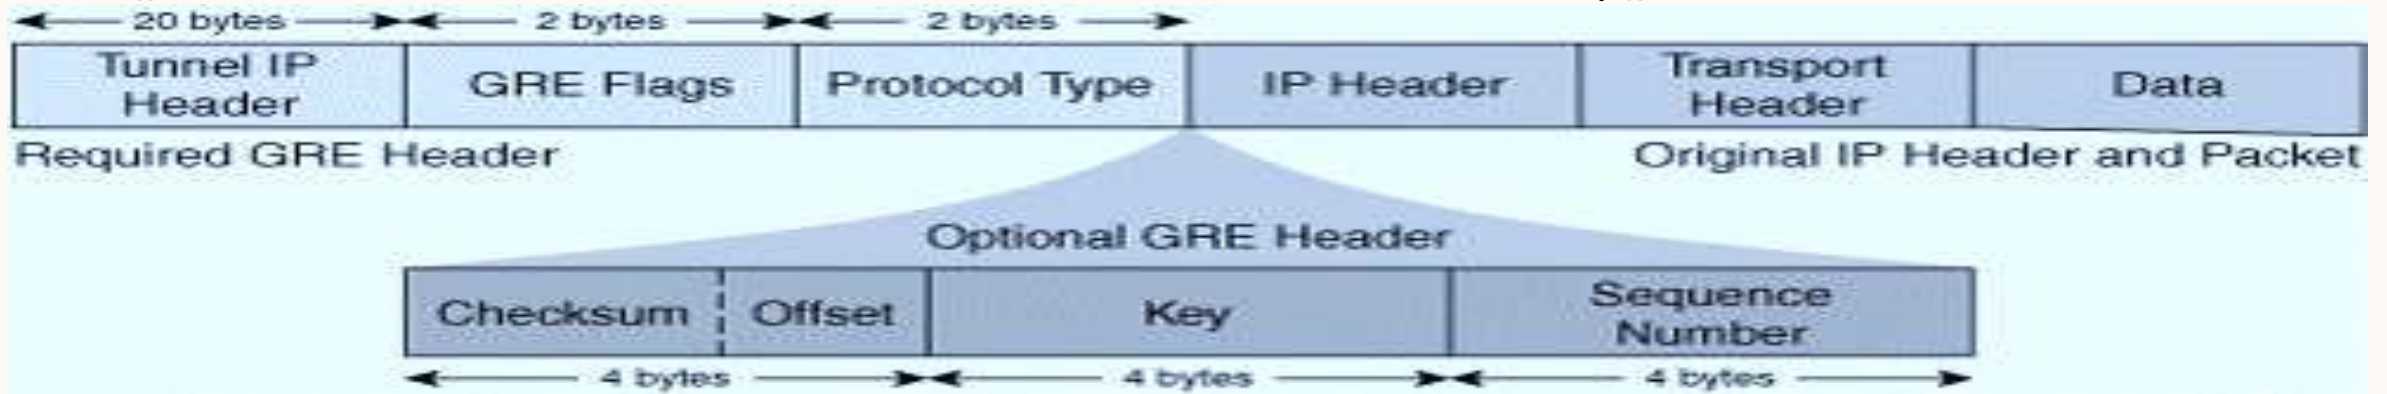 20 bytes 2 bytes 2 bytes
Tunnel IP
Header
GRE Flags
Protocol Type
IP Header
Transport
Header
Data
Required GRE Header
Original IP Header and Packet
Optional GRE Header
Checksum
Offset
Key
Sequence
Number
4 bytes 4 bytes 4 bytes